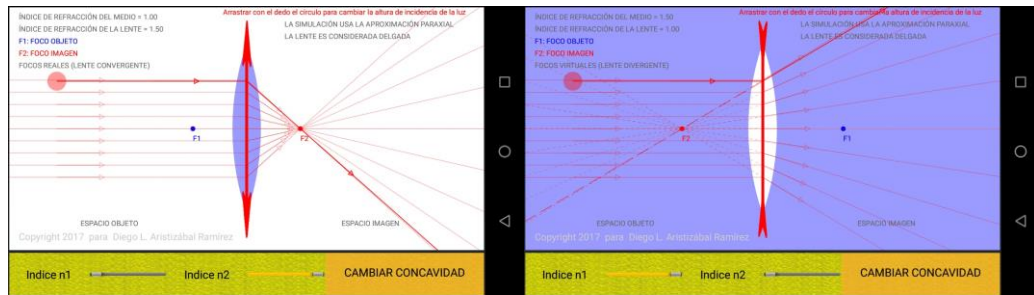 Arrastrar con el dedo el círculo para cambiar la altura de incidencia de la luz
ÍNDICE DE REFRACCIÓN DEL MEDIO = 1.00
LA SIMULACIÓN USA LA APROXIMACIÓN PARAXIAL
ÍNDICE DE REFRACCIÓN DE LA LENTE = 1.50
LA LENTE ES CONSIDERADA DELGADA
F1: FOCO OBJETO
F2: FOCO IMAGEN
FOCOS REALES (LENTE CONVERGENTE)
F1
F2
ESPACIO OBJETO
ESPACIO IMAGEN
Copyright 2017 para Diego L. Aristizábal Ramírez
Indice n1
Indice n2
CAMBIAR CONCAVIDAD
Arrastrar con el dedo el círculo para cambiar la altura de incidencia de la luz
ÍNDICE DE REFRACCIÓN DEL MEDIO = 1.50
LA SIMULACIÓN USA LA APROXIMACIÓN PARAXIAL
ÍNDICE DE REFRACCIÓN DE LA LENTE = 1.00
LA LENTE ES CONSIDERADA DELGADA
F1: FOCO OBJETO
F2: FOCO IMAGEN
FOCOS VIRTUALES (LENTE DIVERGENTE)
F2
F1
ESPACIO OBJETO
ESPACIO IMAGEN
Copyright 2017 para Diego L. Aristizábal Ramírez
Indice n1
Indice n2
CAMBIAR CONCAVIDAD